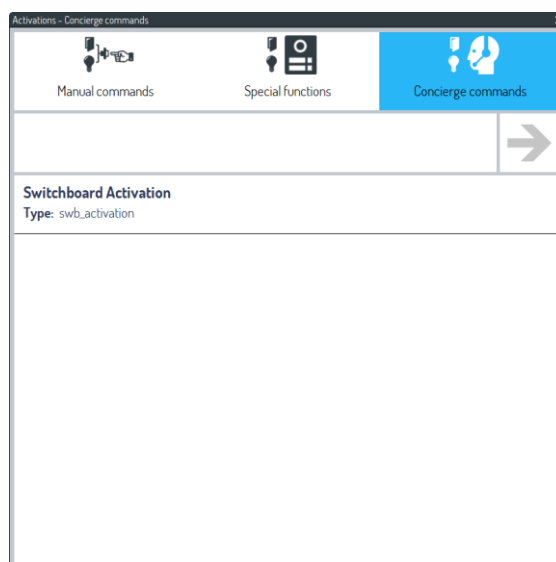 Activations - Concierge commands
Manual commands
Special functions
Concierge commands
Switchboard Activation
Type: swb_activation